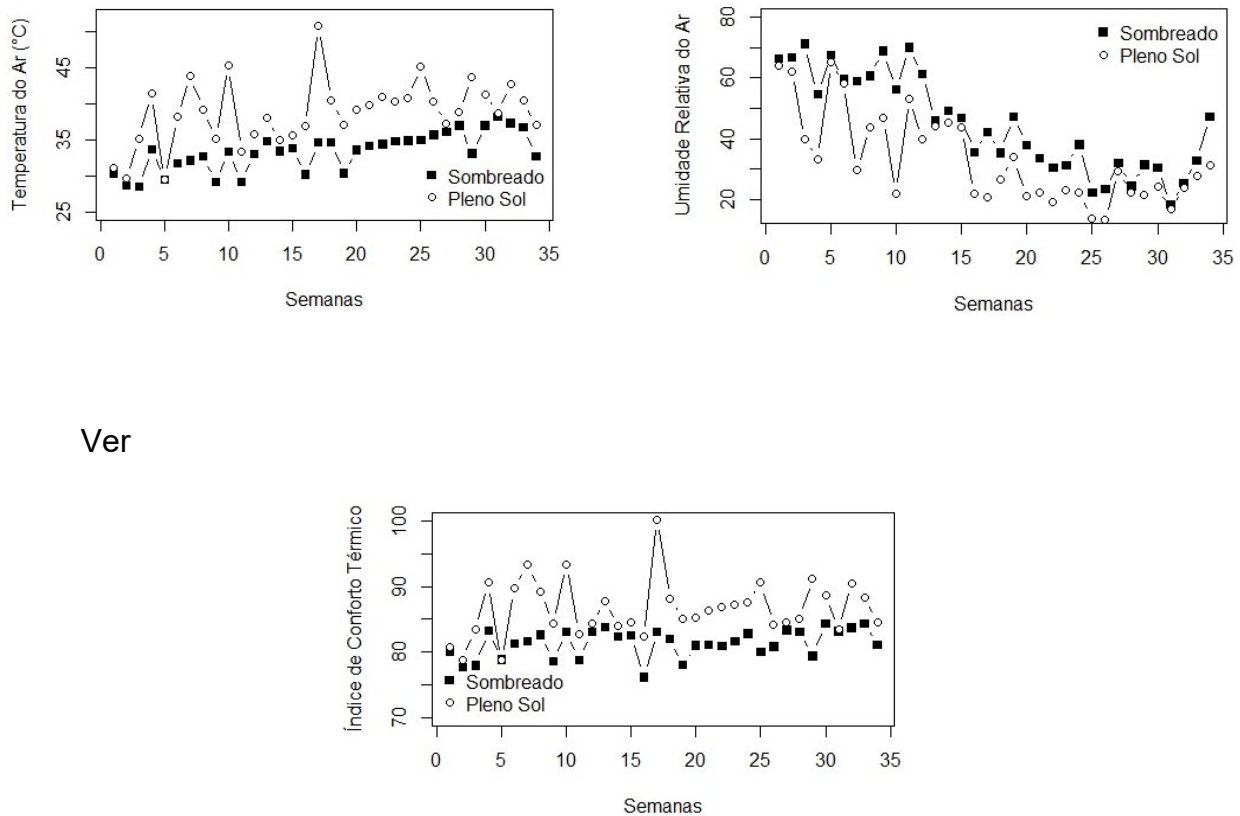 Temperatura do Ar (°C)
45
35
25
Sombreado
Pleno Sol
0 5 10 15 20 25 30 35
Semanas
Umidade Relativa do Ar
80
60
40
20
Sombreado
Pleno Sol
0 5 10 15 20 25 30 35
Semanas
Ver
Índice de Conforto Térmico
100
90
80
70
Sombreado
Pleno Sol
0 5 10 15 20 25 30 35
Semanas